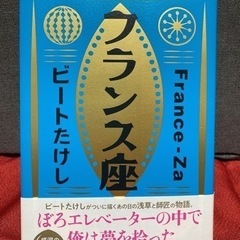 フランス座
ビートたけし
France-Za
ビートたけしがついに描くあの日の浅草と師匠の物語。
ぼろエレベーターの中で
俺は夢を拾った